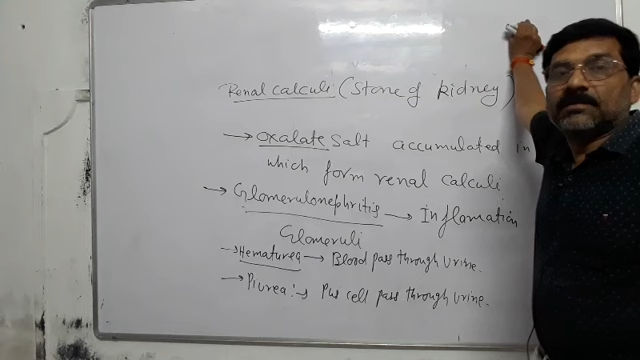 Renal calculi (Stone of kidney)
→ Oxalate salt accumulated in
which form renal calculi
→ Glomerulonephritis → Inflamation
Glomeruli
→ Hematurea → Blood pass through Urine.
→ Piurea :→ Pus cell pass through Urine.